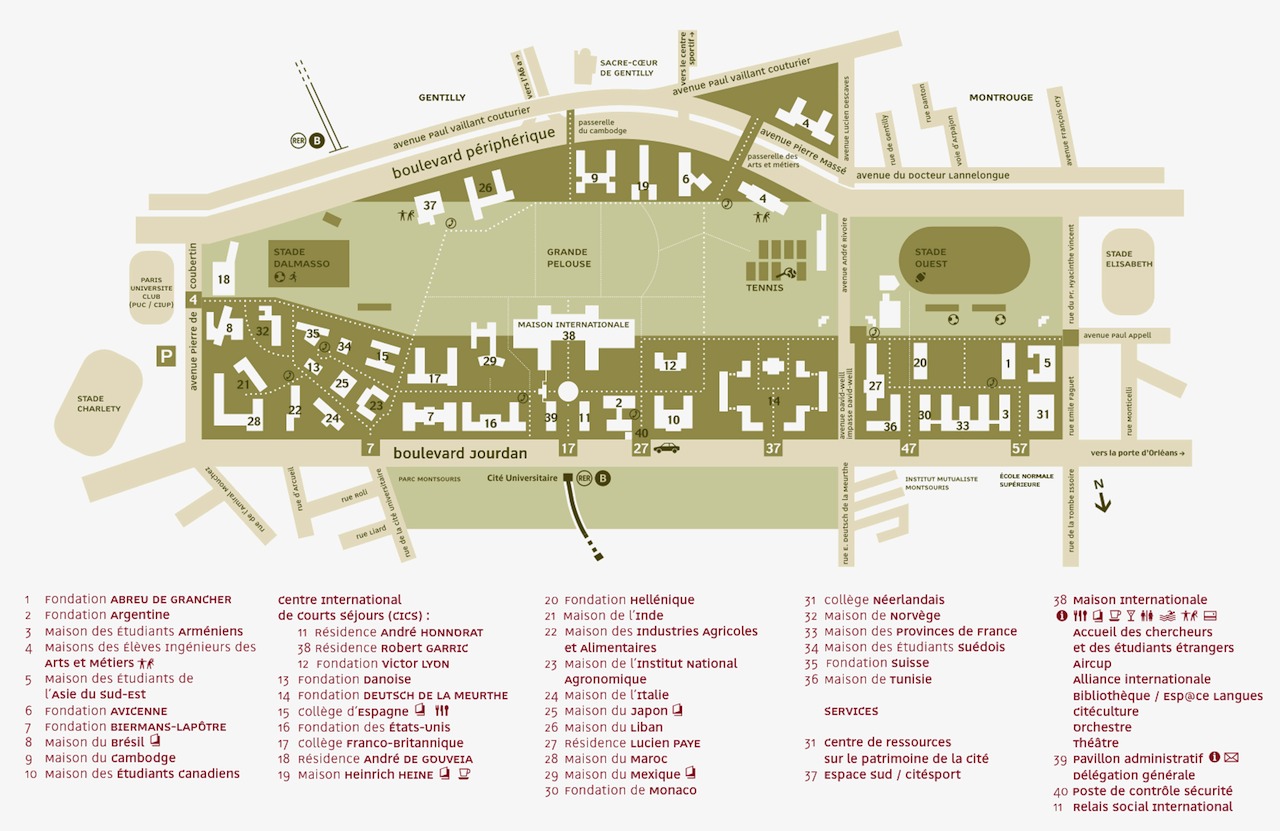 GENTILLY
vers l'Aba →
SACRE-CŒUR
DE GENTILLY
vers le centre
sportif →
avenue Paul vaillant couturier
avenue Paul vaillant couturier
MONTROUGE
RER B
boulevard périphérique
passerelle
du cambodge
passerelle des
Arts et métiers
avenue Pierre Massé
avenue Lucien Descaves
rue de Gentilly
rue Danton
voie d'Arpajon
avenue François Ory
avenue du Docteur Lannelongue
4
9
19
6
4
26
37
18
STADE
DALMASSO
GRANDE
PELOUSE
TENNIS
STADE
OUEST
STADE
ELISABETH
PARIS
UNIVERSITE
CLUB
(PUC / CIUP)
avenue Pierre de Coubertin
4
avenue André Rivoire
rue du Pr. Hyacinthe Vincent
avenue Paul Appell
P
STADE
CHARLETY
8
32
35
34
15
13
25
23
21
28
22
24
17
29
MAISON INTERNATIONALE
38
12
7
16
39
11
2
40
10
14
27
20
1
5
36
30
33
3
31
avenue David-Weill
impasse David-Weill
rue Emile Faguet
rue Monticelli
7
boulevard Jourdan
17
27
37
47
57
vers la porte d'Orléans →
rue de l'Amiral Mouchez
rue d'Arcueil
rue Roli
rue Liard
rue de la cité universitaire
PARC MONTSOURIS
Cité Universitaire RER B
rue E. Deutsch de la Meurthe
INSTITUT MUTUALISTE
MONTSOURIS
ÉCOLE NORMALE
SUPÉRIEURE
rue de la Tombe Issoire
N
1 Fondation ABREU DE GRANCHER
2 Fondation Argentine
3 Maison des Étudiants Arméniens
4 Maisons des Élèves Ingénieurs des
Arts et Métiers
5 Maison des Étudiants de
l'Asie du Sud-Est
6 Fondation AVICENNE
7 Fondation BIERMANS-LAPÔTRE
8 Maison du Brésil
9 Maison du Cambodge
10 Maison des Étudiants canadiens
Centre International
de courts séjours (CICS) :
11 Résidence André HONNORAT
38 Résidence Robert GARRIC
12 Fondation Victor LYON
13 Fondation Danoise
14 Fondation DEUTSCH DE LA MEURTHE
15 Collège d'Espagne
16 Fondation des États-Unis
17 Collège Franco-Britannique
18 Résidence André DE GOUVEIA
19 Maison Heinrich HEINE
20 Fondation Hellénique
21 Maison de l'Inde
22 Maison des Industries Agricoles
et Alimentaires
23 Maison de l'Institut National
Agronomique
24 Maison de l'Italie
25 Maison du Japon
26 Maison du Liban
27 Résidence Lucien PAYE
28 Maison du Maroc
29 Maison du Mexique
30 Fondation de Monaco
31 Collège Néerlandais
32 Maison de Norvège
33 Maison des Provinces de France
34 Maison des Étudiants Suédois
35 Fondation Suisse
36 Maison de Tunisie
SERVICES
31 Centre de ressources
sur le patrimoine de la cité
37 Espace Sud / citésport
38 Maison Internationale
Accueil des chercheurs
et des étudiants étrangers
Aircup
Alliance internationale
Bibliothèque / Esp@ce Langues
citéculture
Orchestre
Théâtre
39 Pavillon administratif
Délégation générale
40 Poste de contrôle sécurité
11 Relais Social International